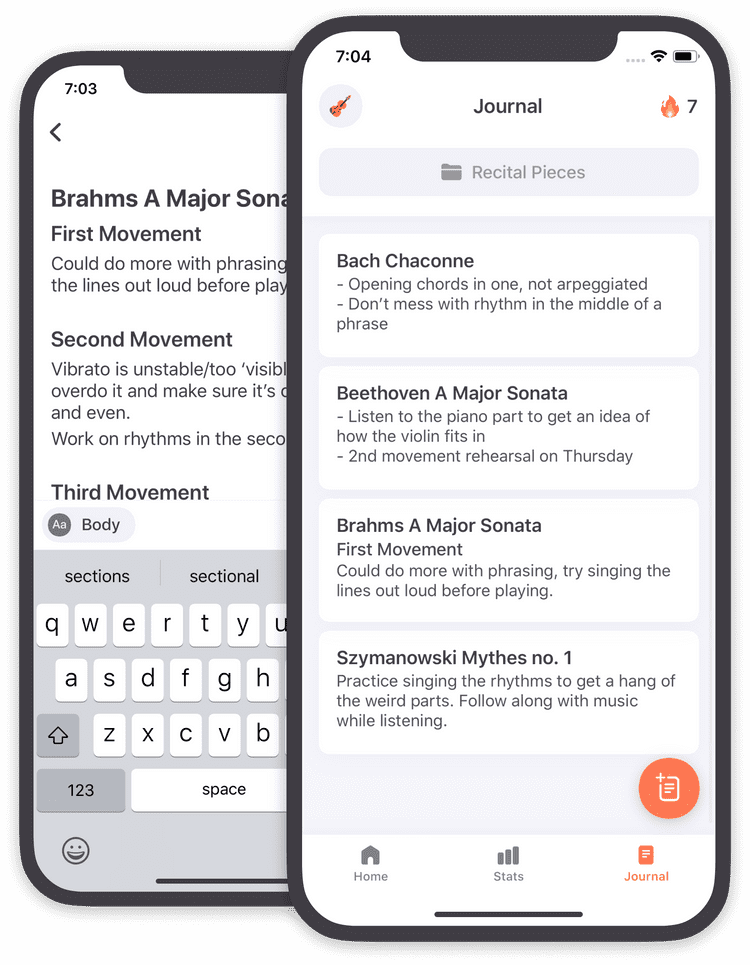 7:03
Brahms A Major
First Movement
Could do more with phrasing
the lines out loud before
Second Movement
Vibrato is unstable/too
overdo it and make sure it's
and even.
Work on rhythms in the
Third Movement
Aa Body
sections sectional
q w e r t y u
a s d f g h
z x c v b
123 space
7:04
Journal 7
Recital Pieces
Bach Chaconne
- Opening chords in one, not arpeggiated
- Don’t mess with rhythm in the middle of a
phrase
Beethoven A Major Sonata
- Listen to the piano part to get an idea of
how the violin fits in
- 2nd movement rehearsal on Thursday
Brahms A Major Sonata
First Movement
Could do more with phrasing, try singing the
lines out loud before playing.
Szymanowski Mythes no. 1
Practice singing the rhythms to get a hang of
the weird parts. Follow along with music
while listening.
Home Stats Journal